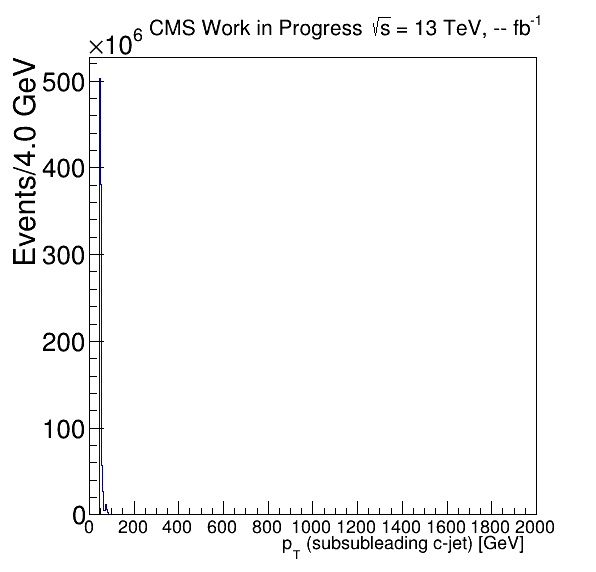 ×10⁶ CMS Work in Progress √s = 13 TeV, -- fb⁻¹
Events/4.0 GeV
500
400
300
200
100
0
0 200 400 600 800 1000 1200 1400 1600 1800 2000
p_T (subsubleading c-jet) [GeV]